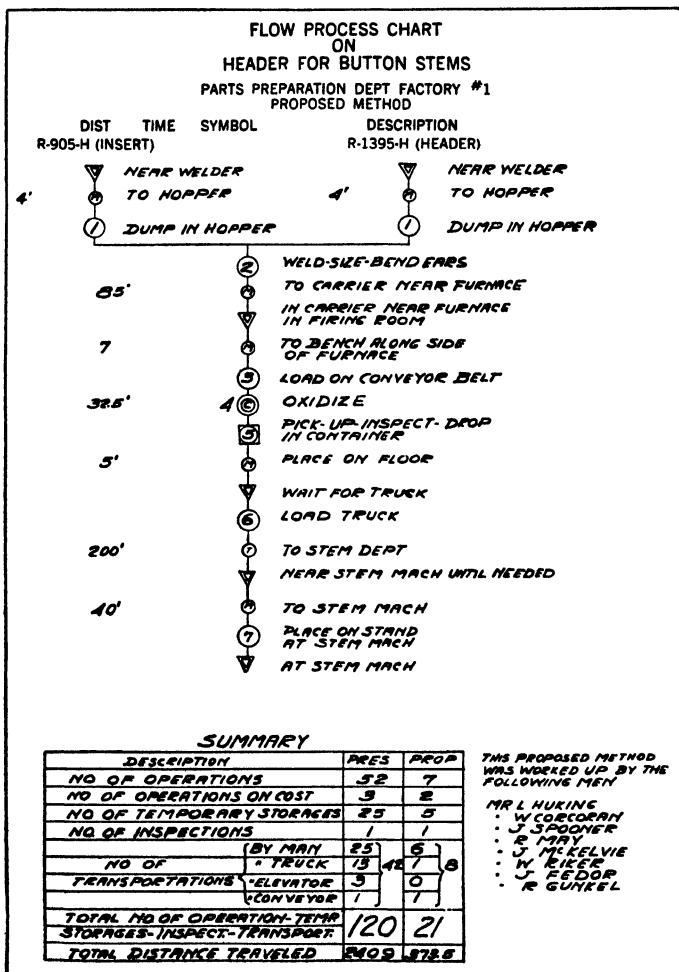 FLOW PROCESS CHART
ON
HEADER FOR BUTTON STEMS
PARTS PREPARATION DEPT FACTORY #1
PROPOSED METHOD
DIST TIME SYMBOL DESCRIPTION
R-905-H (INSERT) R-1395-H (HEADER)
NEAR WELDER NEAR WELDER
4' M TO HOPPER 4' M TO HOPPER
1 DUMP IN HOPPER 1 DUMP IN HOPPER
2 WELD-SIZE-BEND EARS
85' M TO CARRIER NEAR FURNACE
IN CARRIER NEAR FURNACE
IN FIRING ROOM
7 M TO BENCH ALONG SIDE
OF FURNACE
3 LOAD ON CONVEYOR BELT
32.5' 4 C OXIDIZE
5 PICK-UP-INSPECT-DROP
IN CONTAINER
5' M PLACE ON FLOOR
WAIT FOR TRUCK
6 LOAD TRUCK
200' T TO STEM DEPT
NEAR STEM MACH UNTIL NEEDED
40' M TO STEM MACH
7 PLACE ON STAND
AT STEM MACH
AT STEM MACH
SUMMARY
DESCRIPTION PRES PROP
NO OF OPERATIONS 52 7
NO OF OPERATIONS ON COST 3 2
NO OF TEMPORARY STORAGES 25 5
NO. OF INSPECTIONS 1 1
NO OF TRANSPORTATIONS BY MAN 25 6
" TRUCK 13 1
" ELEVATOR 3 0
" CONVEYOR 1 1
42 8
TOTAL NO OF OPERATION-TEMP.
STORAGES-INSPECT.-TRANSPORT. 120 21
TOTAL DISTANCE TRAVELED 2409 373.5
THIS PROPOSED METHOD
WAS WORKED UP BY THE
FOLLOWING MEN
MR L HUKING
" W CORCORAN
" J SPOONER
" R MAY
" J McKELVIE
" W RIKER
" J FEDOR
" R GUNKEL